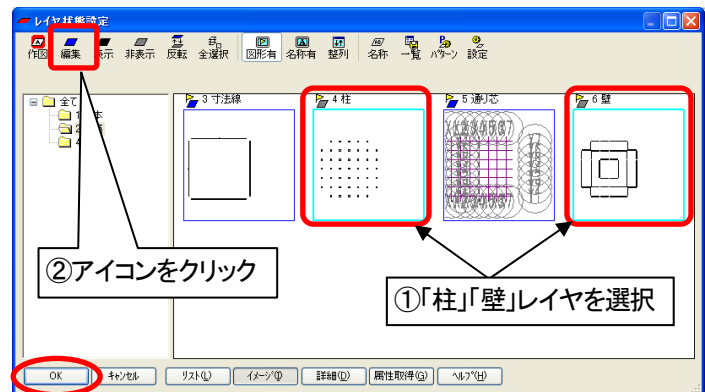 レイヤ状態設定
作図 編集 表示 非表示 反転 全選択 図形有 名称有 整列 名称 一覧 パターン 設定
全て
1
2
4
3 寸法線
4 柱
5 通り芯
6 壁
②アイコンをクリック
①「柱」「壁」レイヤを選択
OK キャンセル リスト(L) イメージ(I) 詳細(D) 属性取得(G) ヘルプ(H)